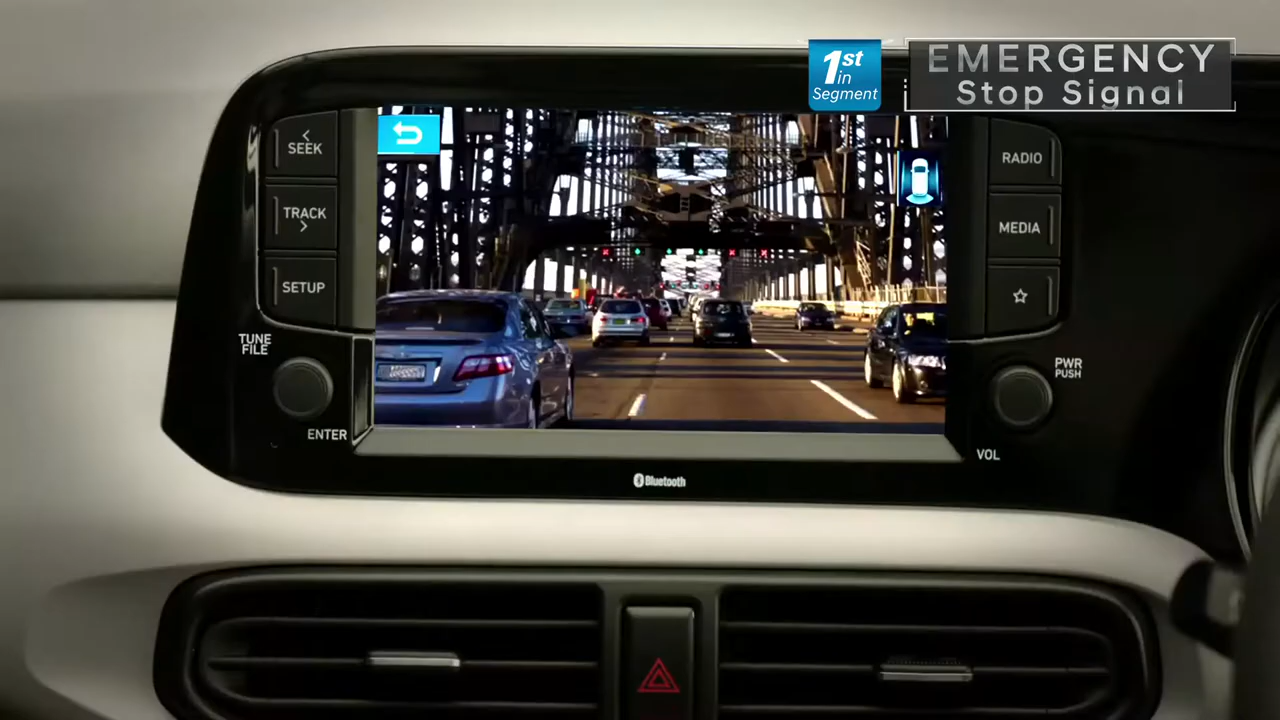 1st
in
Segment
EMERGENCY
Stop Signal
SEEK
TRACK
SETUP
TUNE
FILE
ENTER
RADIO
MEDIA
PWR
PUSH
VOL
Bluetooth